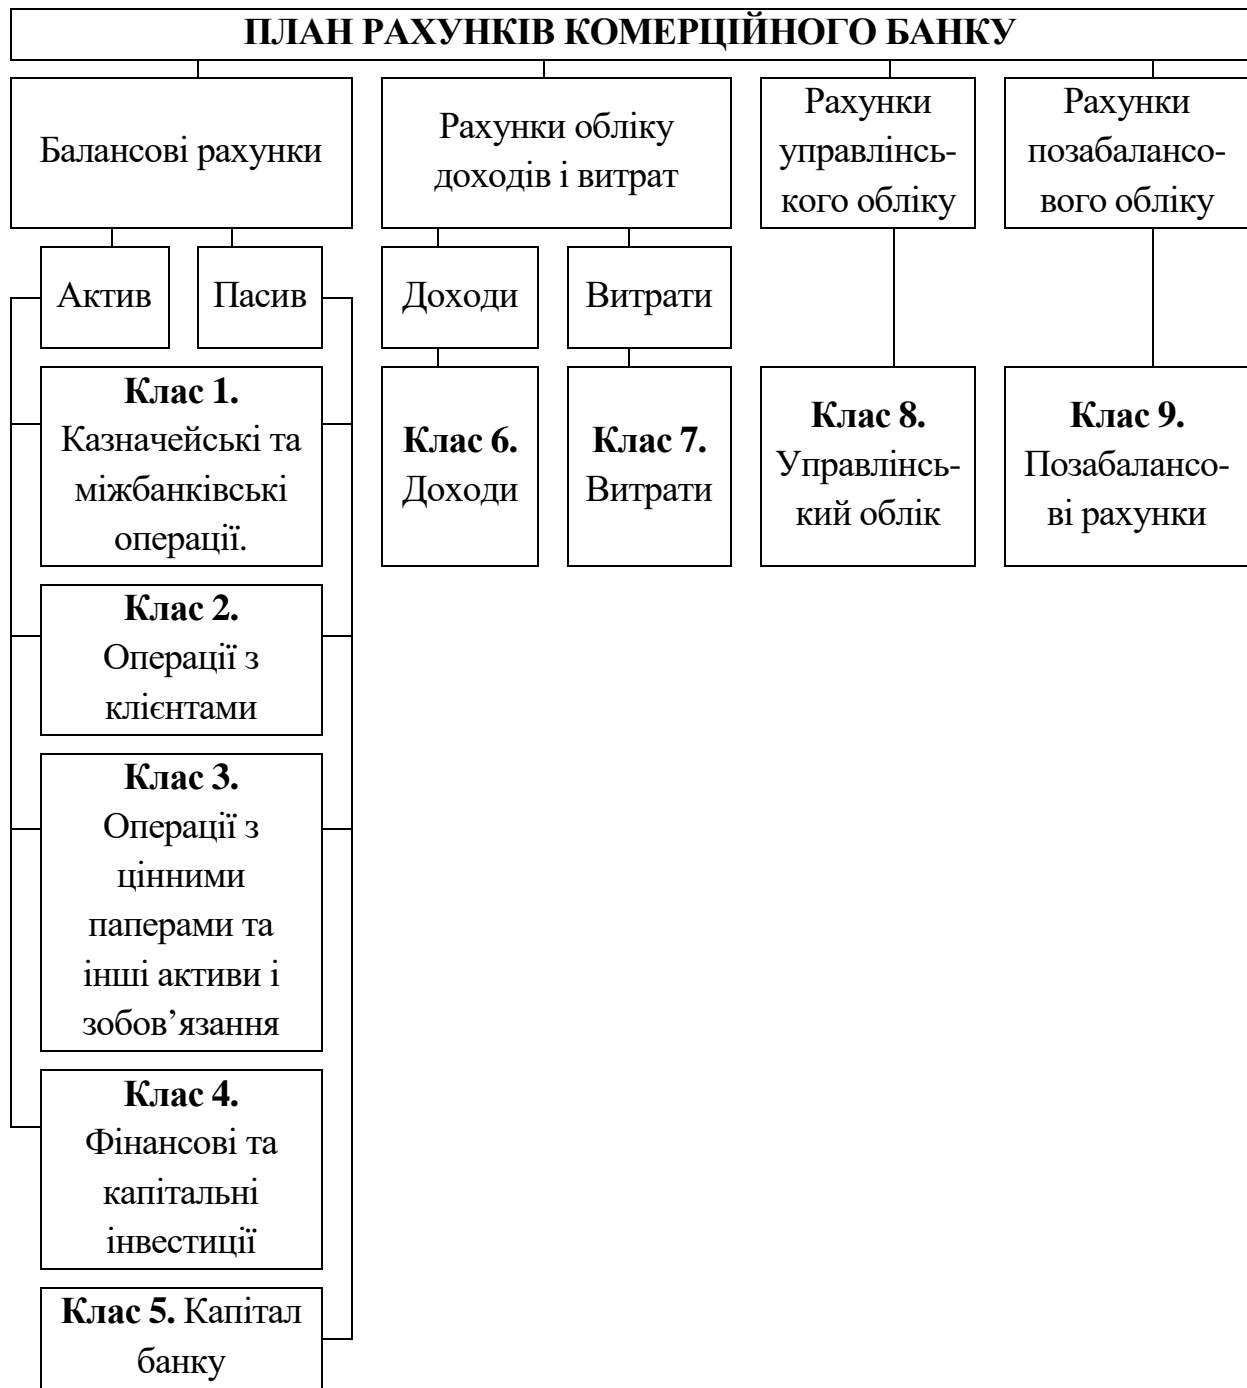 ПЛАН РАХУНКІВ КОМЕРЦІЙНОГО БАНКУ
Балансові рахунки
Рахунки обліку
доходів і витрат
Рахунки
управлінсь-
кого обліку
Рахунки
позабалансо-
вого обліку
Актив
Пасив
Доходи
Витрати
Клас 1.
Казначейські та
міжбанківські
операції.
Клас 6.
Доходи
Клас 7.
Витрати
Клас 8.
Управлінсь-
кий облік
Клас 9.
Позабалансо-
ві рахунки
Клас 2.
Операції з
клієнтами
Клас 3.
Операції з
цінними
паперами та
інші активи і
зобов’язання
Клас 4.
Фінансові та
капітальні
інвестиції
Клас 5. Капітал
банку